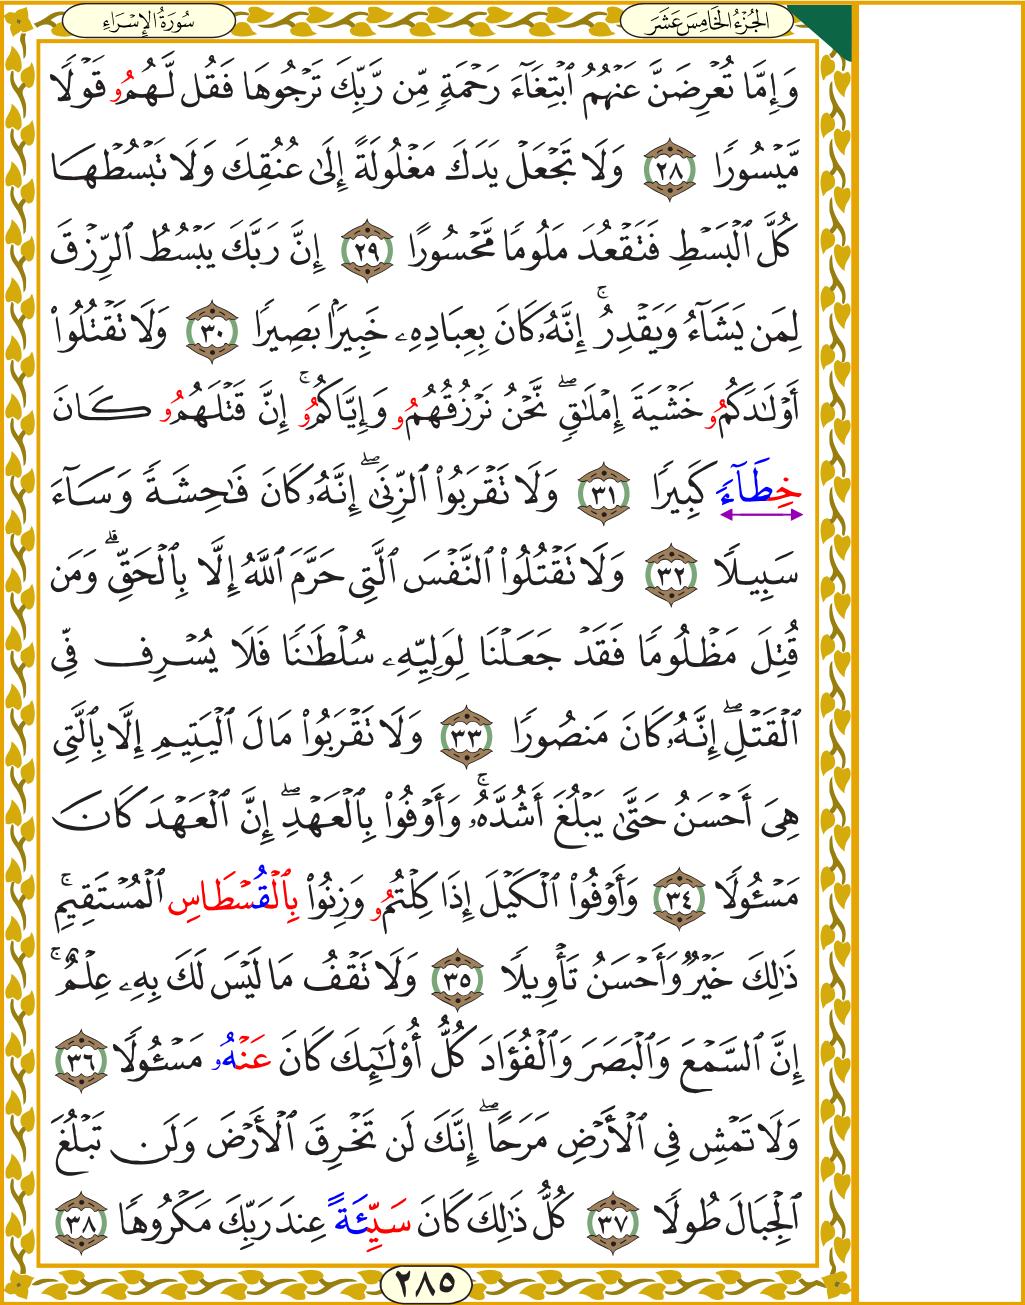 الجُزْءُ الخَامِسَ عَشَرَ
سُورَةُ الإِسْرَاءِ
وَإِمَّا تُعْرِضَنَّ عَنْهُمُ ٱبْتِغَآءَ رَحْمَةٍ مِّن رَّبِّكَ تَرْجُوهَا فَقُل لَّهُمُۥ قَوْلًا
مَّيْسُورًا ٢٨ وَلَا تَجْعَلْ يَدَكَ مَغْلُولَةً إِلَىٰ عُنُقِكَ وَلَا تَبْسُطْهَا
كُلَّ ٱلْبَسْطِ فَتَقْعُدَ مَلُومًا مَّحْسُورًا ٢٩ إِنَّ رَبَّكَ يَبْسُطُ ٱلرِّزْقَ
لِمَن يَشَآءُ وَيَقْدِرُ ۚ إِنَّهُۥ كَانَ بِعِبَادِهِۦ خَبِيرًۢا بَصِيرًا ٣٠ وَلَا تَقْتُلُوٓا۟
أَوْلَٰدَكُمُۥ خَشْيَةَ إِمْلَٰقٍ ۖ نَّحْنُ نَرْزُقُهُمُۥ وَإِيَّاكُمُۥ ۚ إِنَّ قَتْلَهُمُۥ كَانَ
خِطَآءً كَبِيرًا ٣١ وَلَا تَقْرَبُوا۟ ٱلزِّنَىٰ ۖ إِنَّهُۥ كَانَ فَٰحِشَةً وَسَآءَ
سَبِيلًا ٣٢ وَلَا تَقْتُلُوا۟ ٱلنَّفْسَ ٱلَّتِى حَرَّمَ ٱللَّهُ إِلَّا بِٱلْحَقِّ ۗ وَمَن
قُتِلَ مَظْلُومًا فَقَدْ جَعَلْنَا لِوَلِيِّهِۦ سُلْطَٰنًا فَلَا يُسْرِف فِّى
ٱلْقَتْلِ ۖ إِنَّهُۥ كَانَ مَنصُورًا ٣٣ وَلَا تَقْرَبُوا۟ مَالَ ٱلْيَتِيمِ إِلَّا بِٱلَّتِى
هِىَ أَحْسَنُ حَتَّىٰ يَبْلُغَ أَشُدَّهُۥ ۚ وَأَوْفُوا۟ بِٱلْعَهْدِ ۖ إِنَّ ٱلْعَهْدَ كَانَ
مَسْـُٔولًا ٣٤ وَأَوْفُوا۟ ٱلْكَيْلَ إِذَا كِلْتُمُۥ وَزِنُوا۟ بِٱلْقُسْطَاسِ ٱلْمُسْتَقِيمِ ۚ
ذَٰلِكَ خَيْرٌ وَأَحْسَنُ تَأْوِيلًا ٣٥ وَلَا تَقْفُ مَا لَيْسَ لَكَ بِهِۦ عِلْمٌ ۚ
إِنَّ ٱلسَّمْعَ وَٱلْبَصَرَ وَٱلْفُؤَادَ كُلُّ أُو۟لَٰٓئِكَ كَانَ عَنْهُۥ مَسْـُٔولًا ٣٦
وَلَا تَمْشِ فِى ٱلْأَرْضِ مَرَحًا ۖ إِنَّكَ لَن تَخْرِقَ ٱلْأَرْضَ وَلَن تَبْلُغَ
ٱلْجِبَالَ طُولًا ٣٧ كُلُّ ذَٰلِكَ كَانَ سَيِّئَةً عِندَ رَبِّكَ مَكْرُوهًا ٣٨
٢٨٥